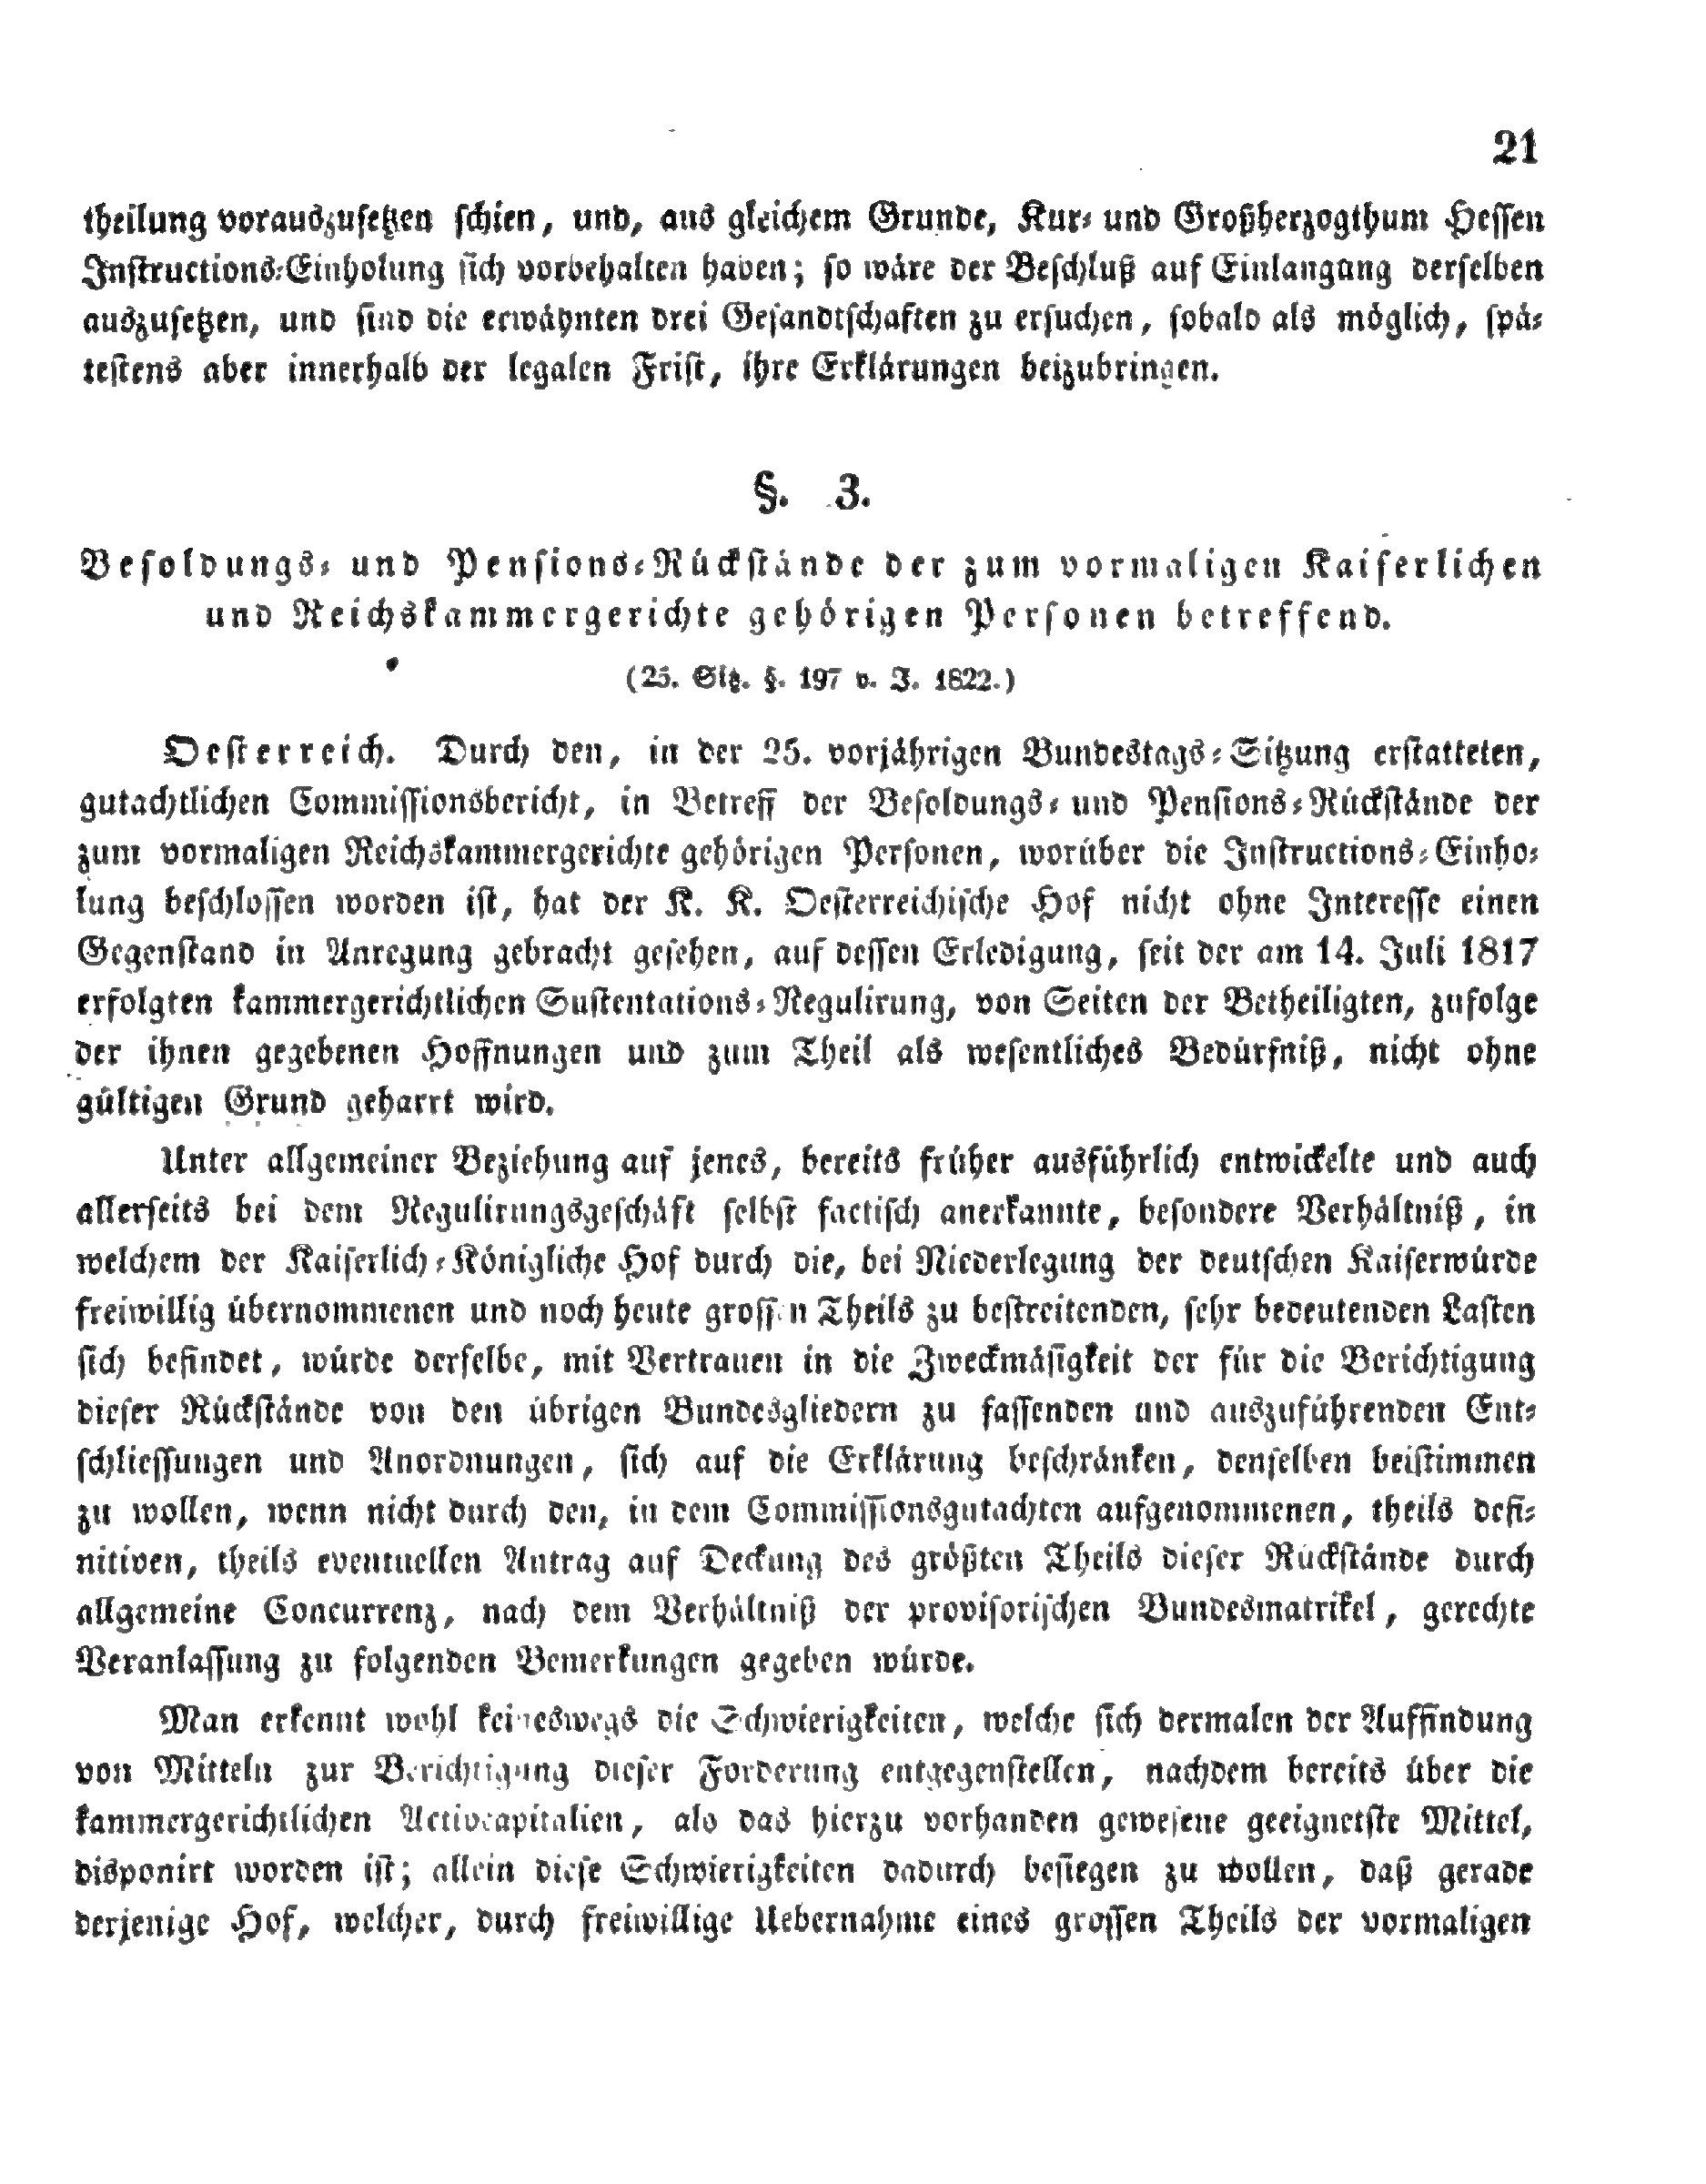 21
theilung vorauszusetzen schien, und, aus gleichem Grunde, Kur- und Großherzogthum Hessen
Instructions-Einholung sich vorbehalten haben; so wäre der Beschluß auf Einlangung derselben
auszusetzen, und sind die erwähnten drei Gesandtschaften zu ersuchen, sobald als möglich, spä-
testens aber innerhalb der legalen Frist, ihre Erklärungen beizubringen.
§. 3.
Besoldungs- und Pensions-Rückstände der zum vormaligen Kaiserlichen
und Reichskammergerichte gehörigen Personen betreffend.
(25. Sitz. §. 197 v. J. 1822.)
Oesterreich. Durch den, in der 25. vorjährigen Bundestags-Sitzung erstatteten,
gutachtlichen Commissionsbericht, in Betreff der Besoldungs- und Pensions-Rückstände der
zum vormaligen Reichskammergerichte gehörigen Personen, worüber die Instructions-Einho-
lung beschlossen worden ist, hat der K. K. Oesterreichische Hof nicht ohne Interesse einen
Gegenstand in Anregung gebracht gesehen, auf dessen Erledigung, seit der am 14. Juli 1817
erfolgten kammergerichtlichen Sustentations-Regulirung, von Seiten der Betheiligten, zufolge
der ihnen gegebenen Hoffnungen und zum Theil als wesentliches Bedürfniß, nicht ohne
gültigen Grund geharrt wird.
Unter allgemeiner Beziehung auf jenes, bereits früher ausführlich entwickelte und auch
allerseits bei dem Regulirungsgeschäft selbst factisch anerkannte, besondere Verhältniß, in
welchem der Kaiserlich-Königliche Hof durch die, bei Niederlegung der deutschen Kaiserwürde
freiwillig übernommenen und noch heute grossen Theils zu bestreitenden, sehr bedeutenden Lasten
sich befindet, würde derselbe, mit Vertrauen in die Zweckmäsigkeit der für die Berichtigung
dieser Rückstände von den übrigen Bundesgliedern zu fassenden und auszuführenden Ent-
schliessungen und Anordnungen, sich auf die Erklärung beschränken, denselben beistimmen
zu wollen, wenn nicht durch den, in dem Commissionsgutachten aufgenommenen, theils defi-
nitiven, theils eventuellen Antrag auf Deckung des größten Theils dieser Rückstände durch
allgemeine Concurrenz, nach dem Verhältniß der provisorischen Bundesmatrikel, gerechte
Veranlassung zu folgenden Bemerkungen gegeben würde.
Man erkennt wohl keineswegs die Schwierigkeiten, welche sich dermalen der Auffindung
von Mitteln zur Berichtigung dieser Forderung entgegenstellen, nachdem bereits über die
kammergerichtlichen Activcapitalien, als das hierzu vorhanden gewesene geeignetste Mittel,
disponirt worden ist; allein diese Schwierigkeiten dadurch besiegen zu wollen, daß gerade
derjenige Hof, welcher, durch freiwillige Uebernahme eines grossen Theils der vormaligen